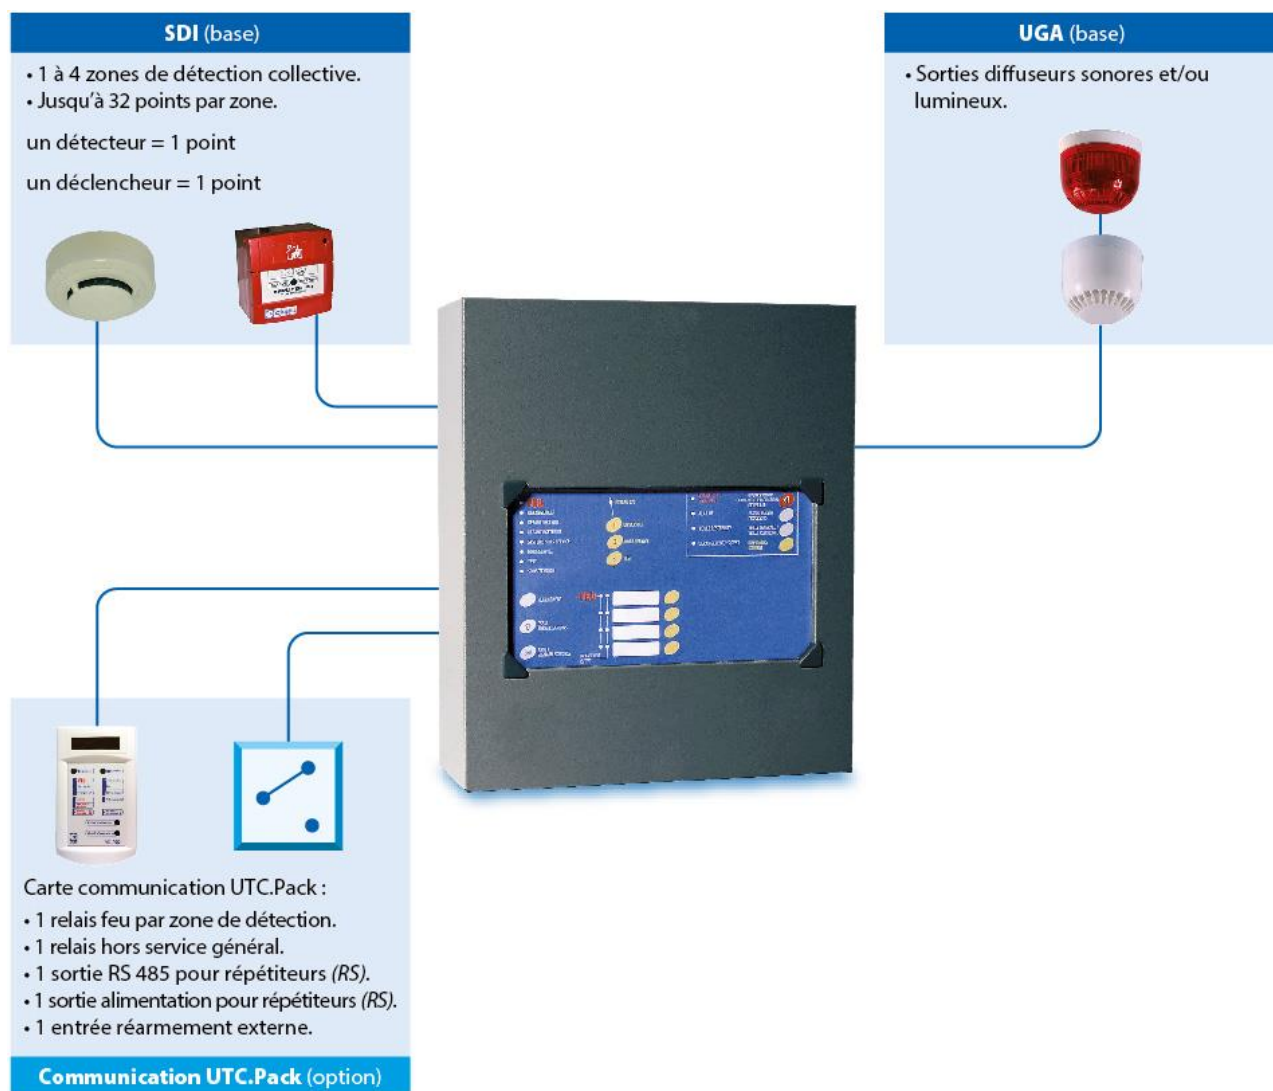 SDI (base)
• 1 à 4 zones de détection collective.
• Jusqu'à 32 points par zone.
un détecteur = 1 point
un déclencheur = 1 point
UGA (base)
• Sorties diffuseurs sonores et/ou
lumineux.
Carte communication UTC.Pack :
• 1 relais feu par zone de détection.
• 1 relais hors service général.
• 1 sortie RS 485 pour répétiteurs (RS).
• 1 sortie alimentation pour répétiteurs (RS).
• 1 entrée réarmement externe.
Communication UTC.Pack (option)